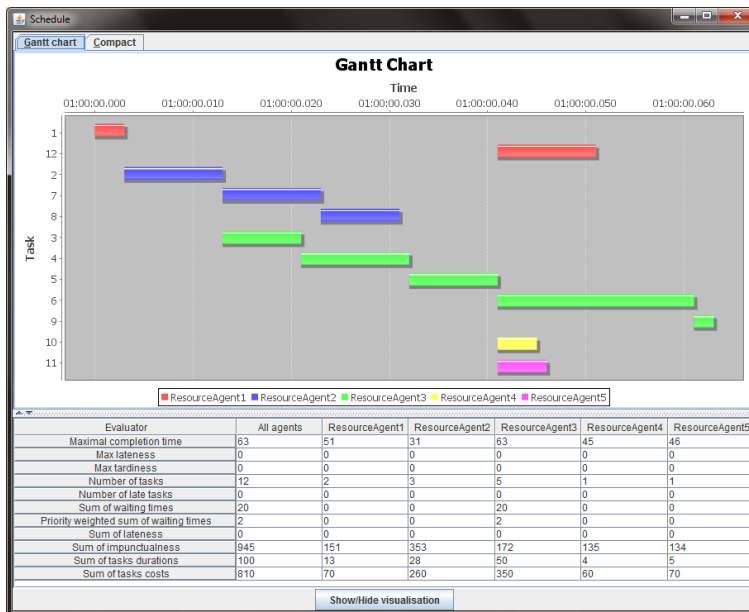 Schedule
Gantt chart Compact
Gantt Chart
Time
01:00:00.000 01:00:00.010 01:00:00.020 01:00:00.030 01:00:00.040 01:00:00.050 01:00:00.060
Task
1
12
2
7
8
3
4
5
6
9
10
11
ResourceAgent1 ResourceAgent2 ResourceAgent3 ResourceAgent4 ResourceAgent5
Evaluator All agents ResourceAgent1 ResourceAgent2 ResourceAgent3 ResourceAgent4 ResourceAgent5
Maximal completion time 63 51 31 63 45 46
Max lateness 0 0 0 0 0 0
Max tardiness 0 0 0 0 0 0
Number of tasks 12 2 3 5 1 1
Number of late tasks 0 0 0 0 0 0
Sum of waiting times 20 0 0 20 0 0
Priority weighted sum of waiting times 2 0 0 2 0 0
Sum of lateness 0 0 0 0 0 0
Sum of impunctualness 945 151 353 172 135 134
Sum of tasks durations 100 13 28 50 4 5
Sum of tasks costs 810 70 260 350 60 70
Show/Hide visualisation